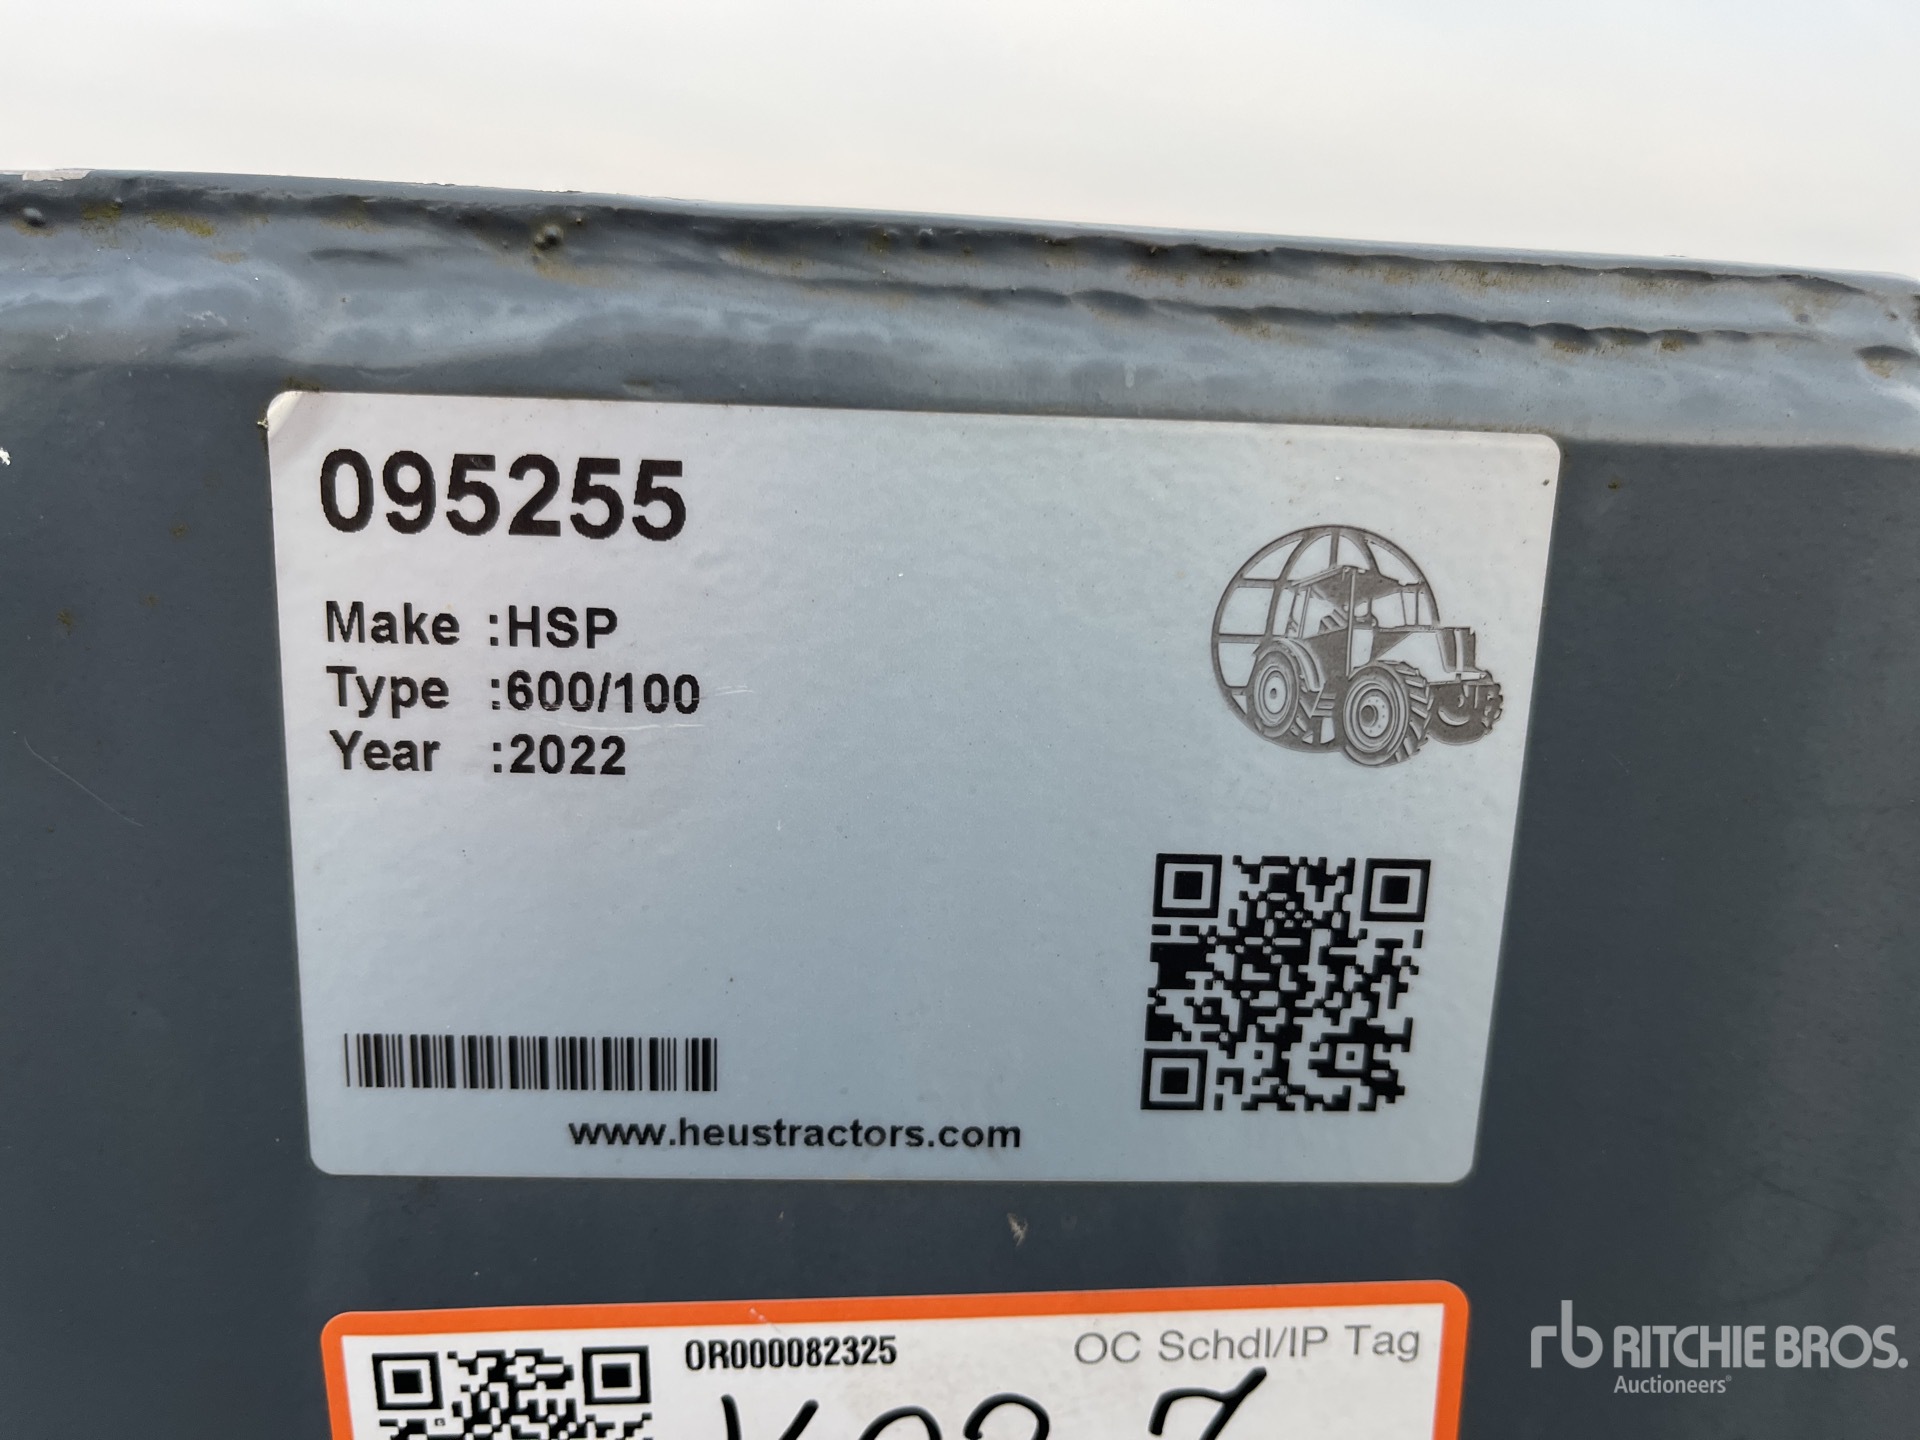 095255
Make :HSP
Type :600/100
Year :2022
www.heustractors.com
OR000082325
OC Schdl/IP Tag
rb RITCHIE BROS.
Auctioneers®